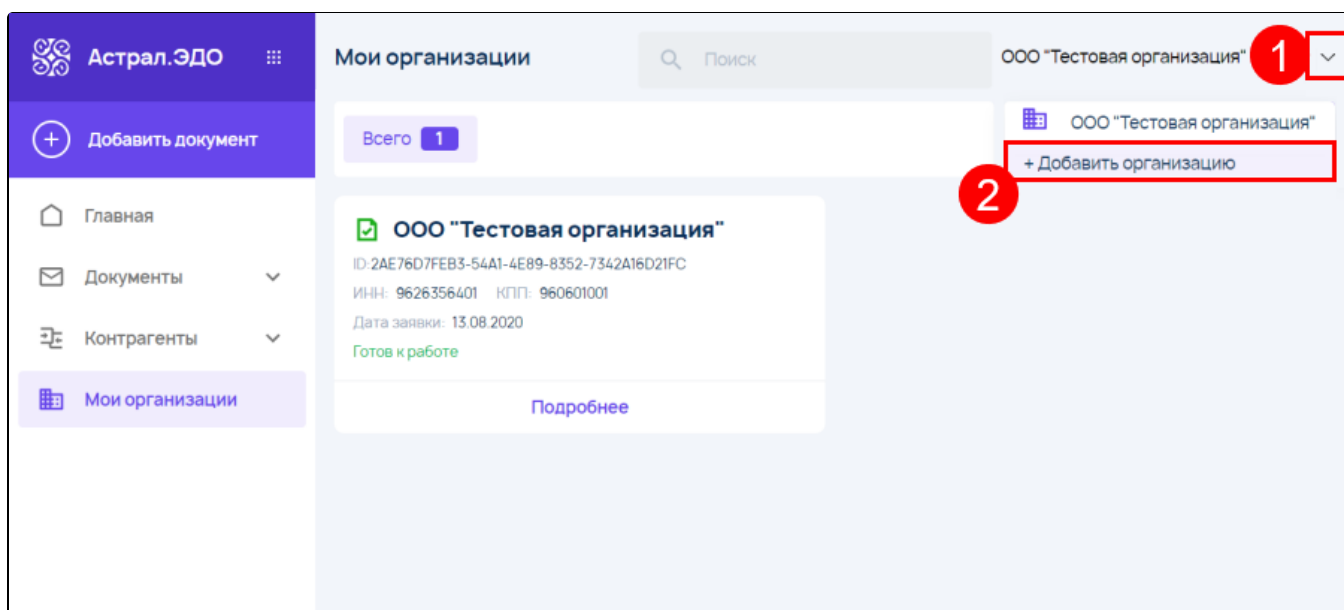 Астрал.ЭДО
Мои организации
Поиск
ООО "Тестовая организация"
1
Добавить документ
Всего 1
ООО "Тестовая организация"
+ Добавить организацию
2
Главная
Документы
Контрагенты
Мои организации
ООО "Тестовая организация"
ID:2AE76D7FEB3-54A1-4E89-8352-7342A16D21FC
ИНН: 9626356401 КПП: 960601001
Дата заявки: 13.08.2020
Готов к работе
Подробнее